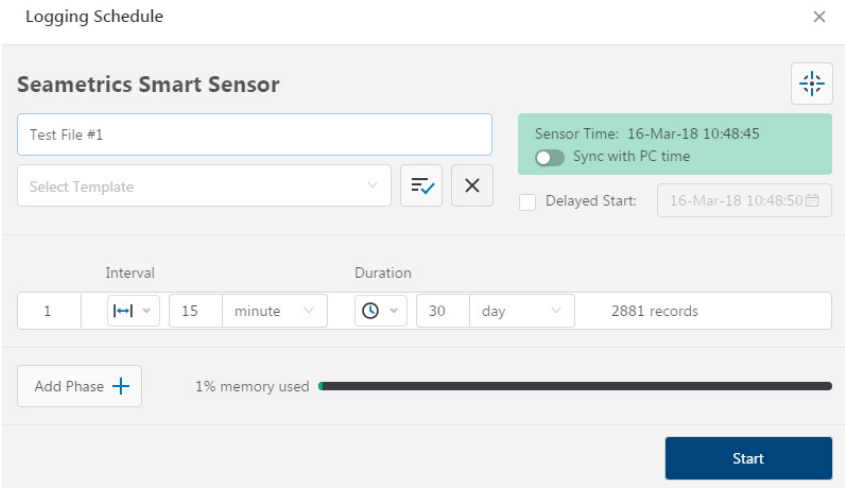 Logging Schedule
Seametrics Smart Sensor
Test File #1
Sensor Time: 16-Mar-18 10:48:45
Sync with PC time
Select Template
Delayed Start: 16-Mar-18 10:48:50
Interval Duration
1 15 minute 30 day 2881 records
Add Phase 1% memory used
Start